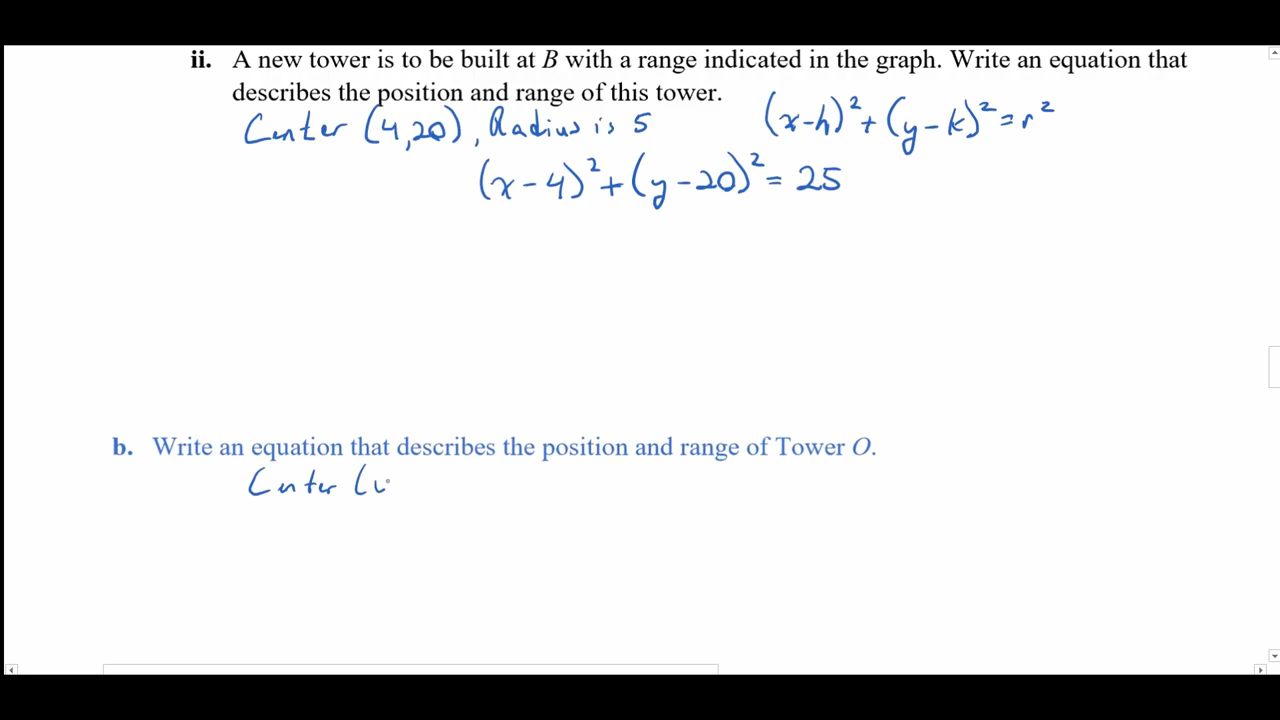 ii. A new tower is to be built at B with a range indicated in the graph. Write an equation that
describes the position and range of this tower.
Center (4,20), Radius is 5 (x-h)²+(y-k)²=r²
(x-4)²+(y-20)²=25
b. Write an equation that describes the position and range of Tower O.
Center (